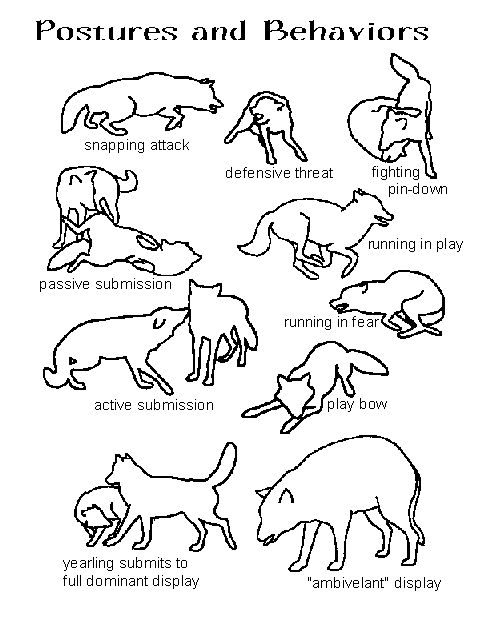 Postures and Behaviors
snapping attack
defensive threat
fighting
pin-down
passive submission
running in play
running in fear
active submission
play bow
yearling submits to
full dominant display
"ambivelant" display